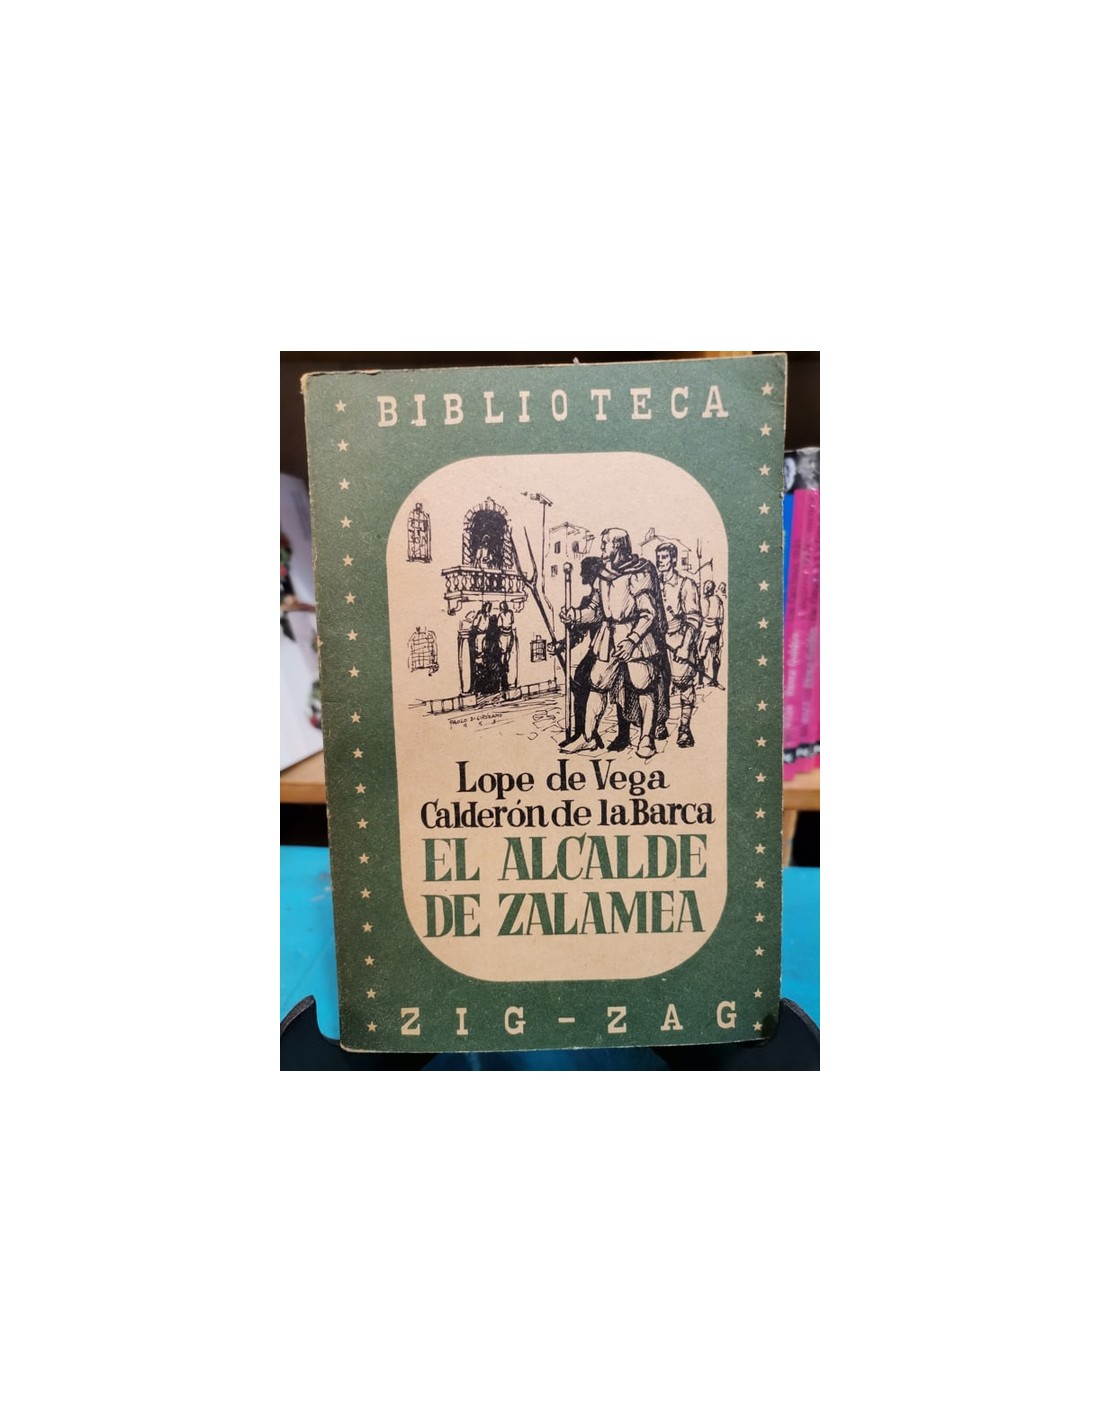 BIBLIOTECA
Lope de Vega
Calderón de la Barca
EL ALCALDE
DE ZALAMEA
ZIG-ZAG